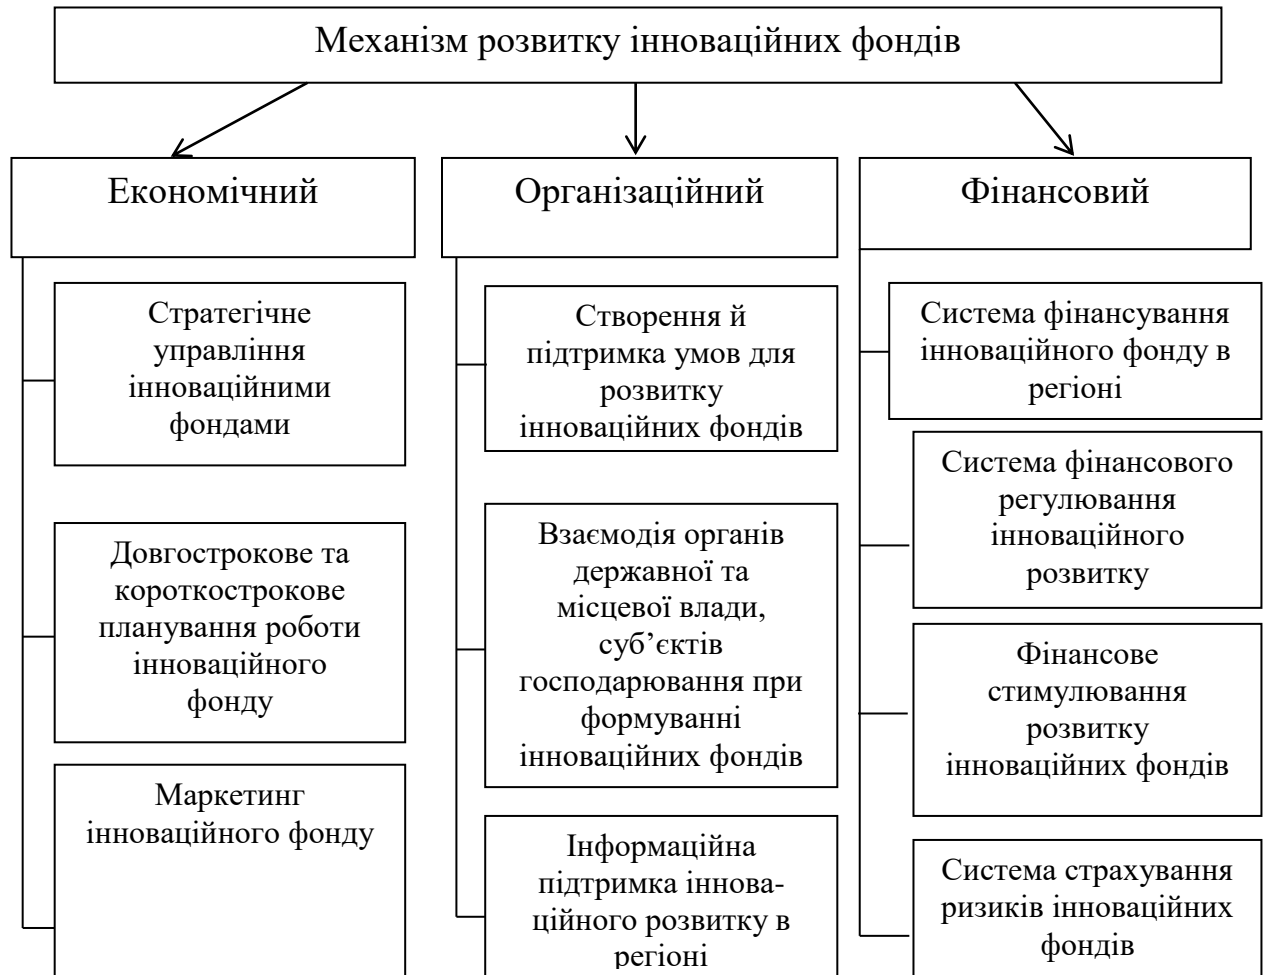 Механізм розвитку інноваційних фондів
Економічний
Організаційний
Фінансовий
Стратегічне
управління
інноваційними
фондами
Довгострокове та
короткострокове
планування роботи
інноваційного
фонду
Маркетинг
інноваційного фонду
Створення й
підтримка умов для
розвитку
інноваційних фондів
Взаємодія органів
державної та
місцевої влади,
суб’єктів
господарювання при
формуванні
інноваційних фондів
Інформаційна
підтримка іннова-
ційного розвитку в
регіоні
Система фінансування
інноваційного фонду в
регіоні
Система фінансового
регулювання
інноваційного
розвитку
Фінансове
стимулювання
розвитку
інноваційних фондів
Система страхування
ризиків інноваційних
фондів